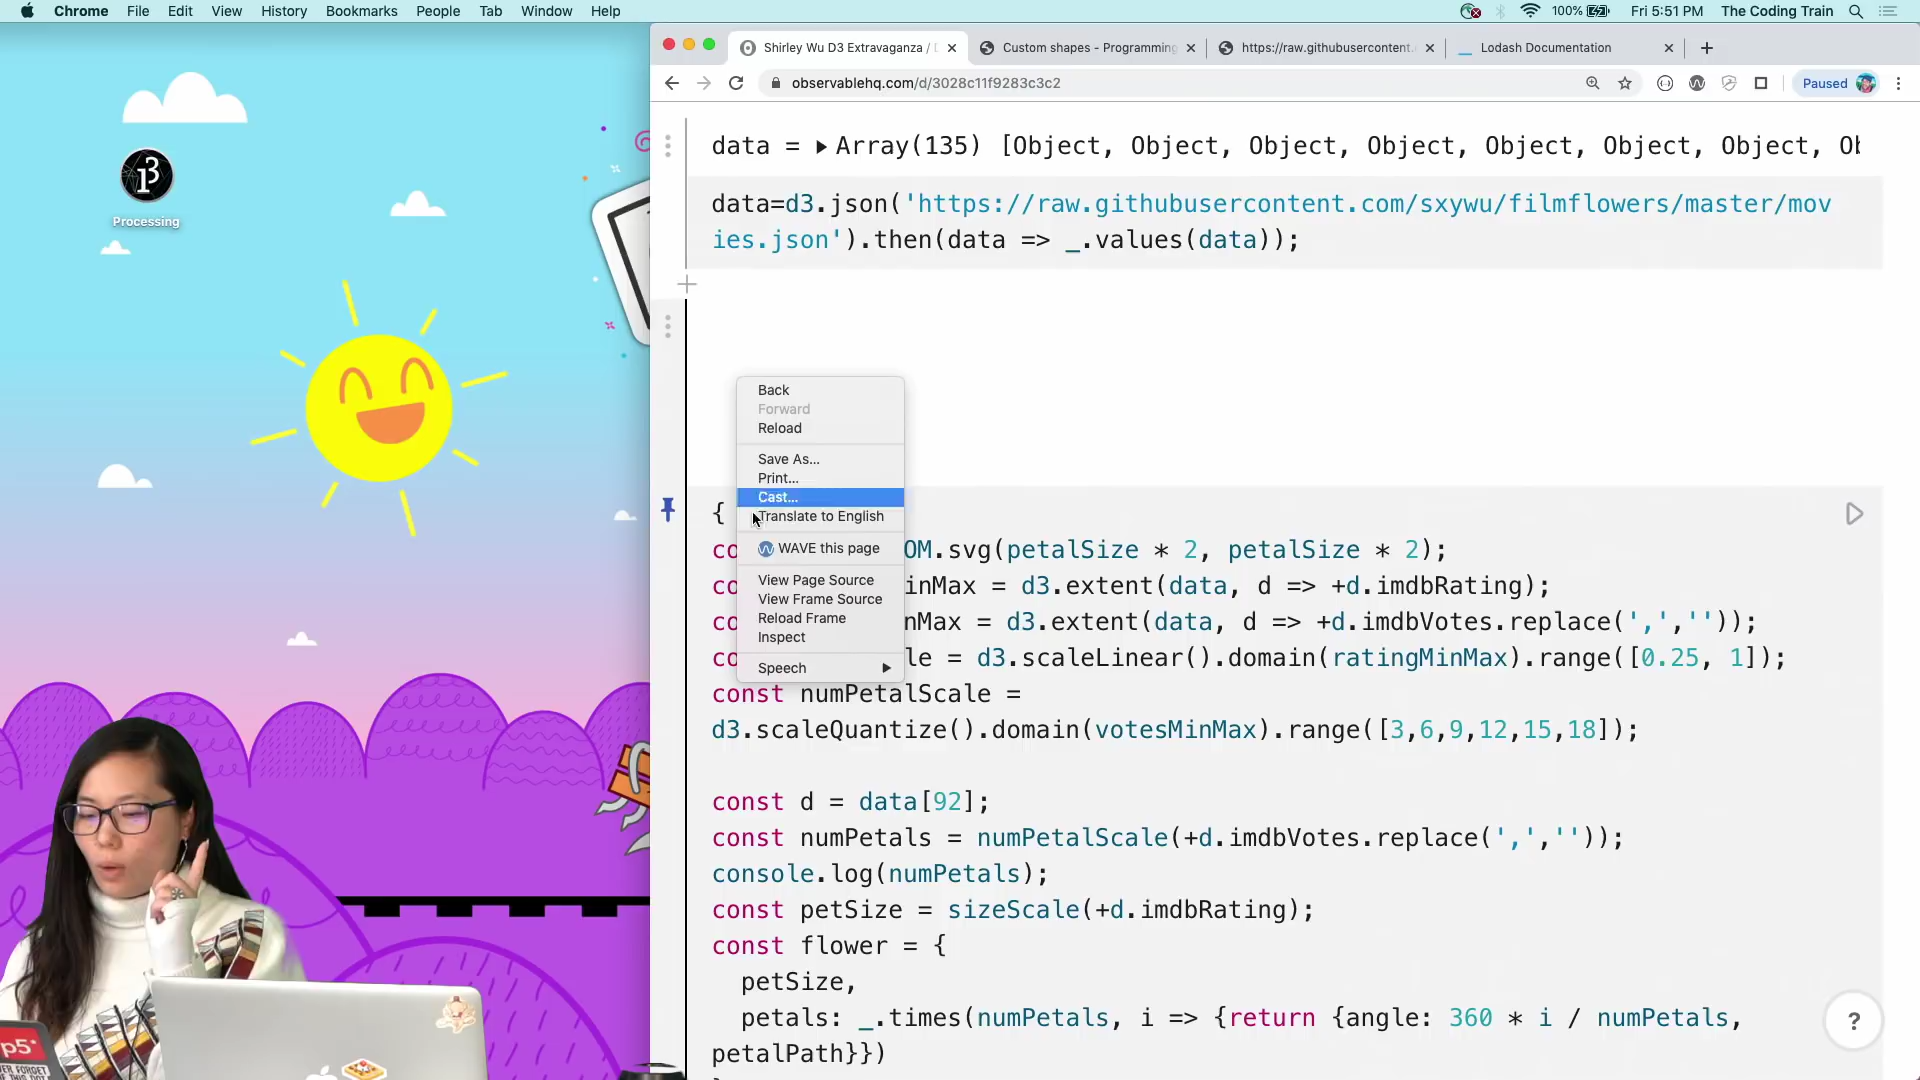 Chrome File Edit View History Bookmarks People Tab Window Help
100% Fri 5:51 PM The Coding Train
Shirley Wu D3 Extravaganza /
Custom shapes - Programming
https://raw.githubusercontent.
Lodash Documentation
observablehq.com/d/3028c11f9283c3c2
Paused
Processing
data = Array(135) [Object, Object, Object, Object, Object, Object, Object, Ob
data=d3.json('https://raw.githubusercontent.com/sxywu/filmflowers/master/mov
ies.json').then(data => _.values(data));
Back
Forward
Reload
Save As...
Print...
Cast...
Translate to English
WAVE this page
View Page Source
View Frame Source
Reload Frame
Inspect
Speech
{
co OM.svg(petalSize * 2, petalSize * 2);
co inMax = d3.extent(data, d => +d.imdbRating);
co nMax = d3.extent(data, d => +d.imdbVotes.replace(',',''));
co le = d3.scaleLinear().domain(ratingMinMax).range([0.25, 1]);
const numPetalScale =
d3.scaleQuantize().domain(votesMinMax).range([3,6,9,12,15,18]);
const d = data[92];
const numPetals = numPetalScale(+d.imdbVotes.replace(',',''));
console.log(numPetals);
const petSize = sizeScale(+d.imdbRating);
const flower = {
petSize,
petals: _.times(numPetals, i => {return {angle: 360 * i / numPetals,
petalPath}})
?
p5*